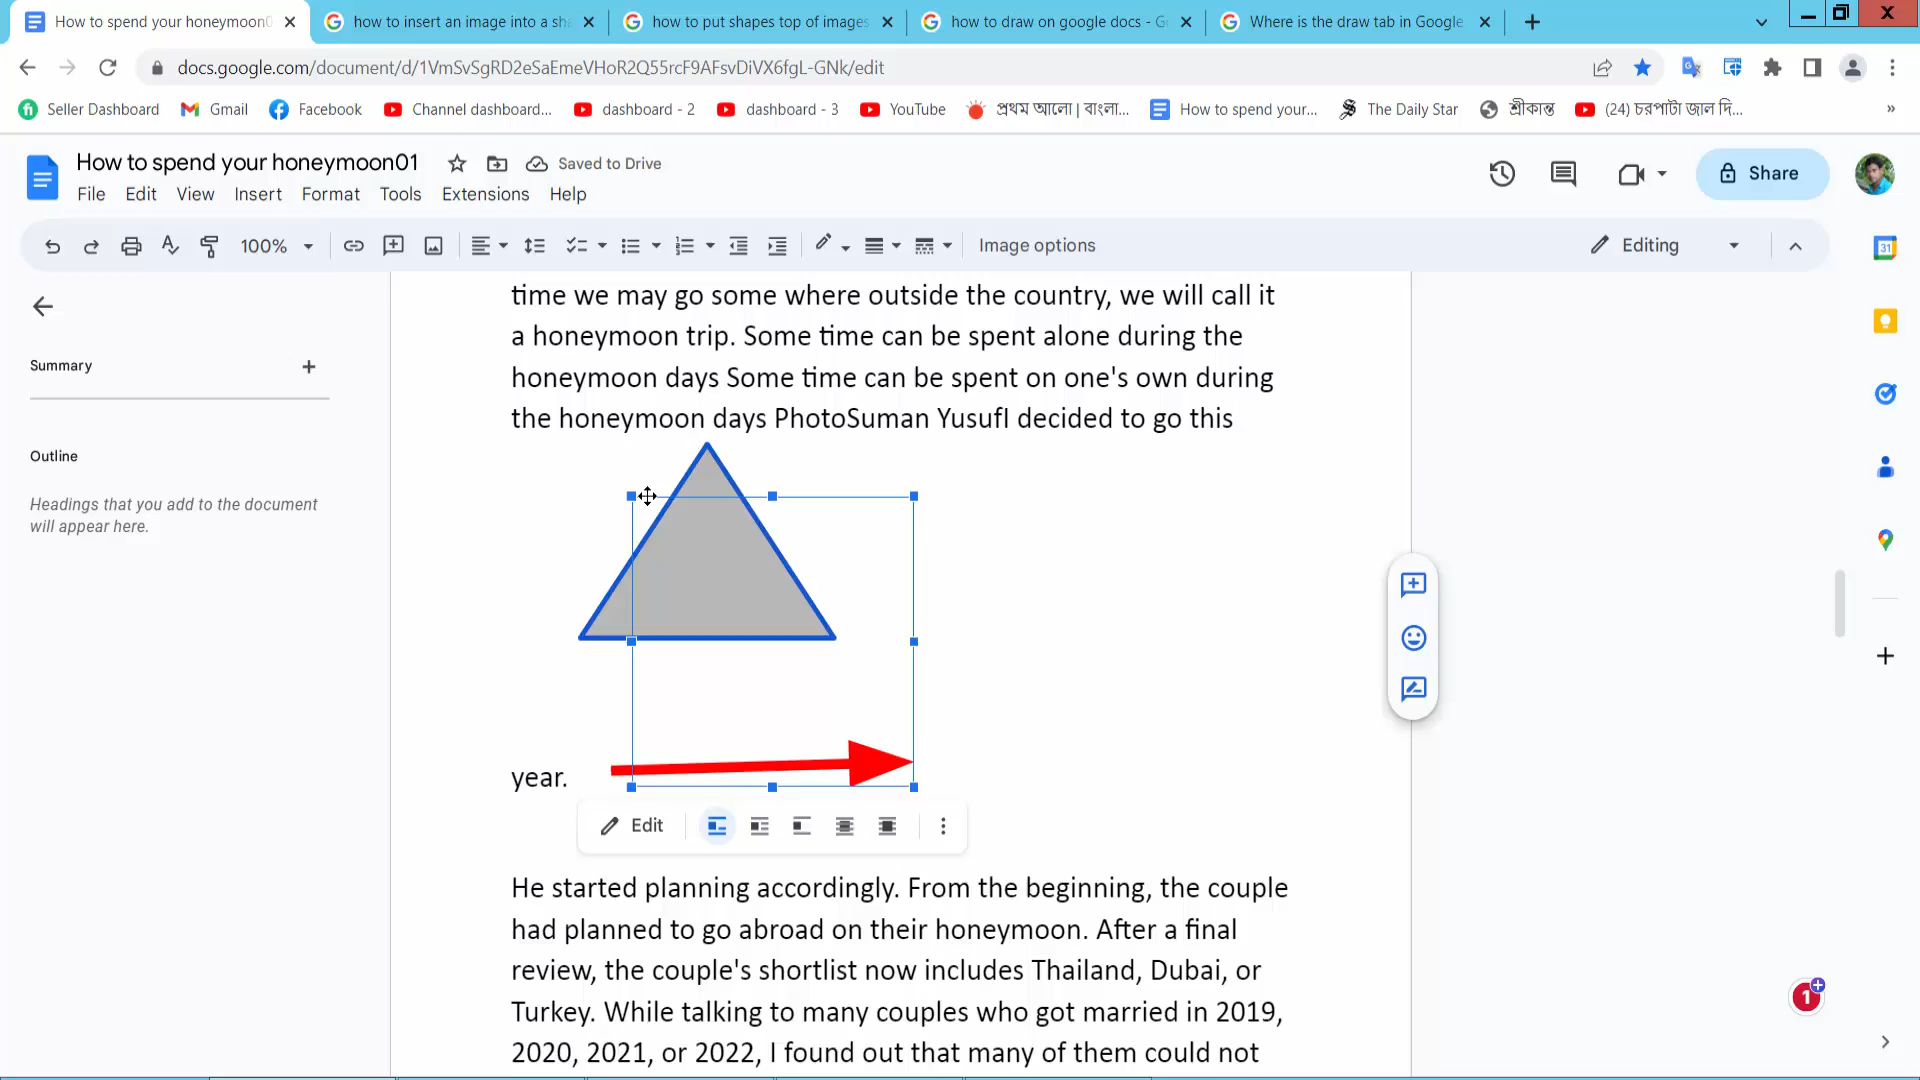 How to spend your honeymoon0
how to insert an image into a sha
how to put shapes top of images
how to draw on google docs - Go
Where is the draw tab in Google
docs.google.com/document/d/1VmSvSgRD2eSaEmeVHoR2Q55rcF9AFsvDiVX6fgL-GNk/edit
Seller Dashboard
Gmail
Facebook
Channel dashboard...
dashboard - 2
dashboard - 3
YouTube
প্রথম আলো | বাংলা...
How to spend your...
The Daily Star
শ্রীকান্ত
(24) চরপাটা জাল দি...
»
How to spend your honeymoon01
Saved to Drive
Share
File Edit View Insert Format Tools Extensions Help
100%
Image options
Editing
31
time we may go some where outside the country, we will call it
a honeymoon trip. Some time can be spent alone during the
honeymoon days Some time can be spent on one's own during
the honeymoon days PhotoSuman YusufI decided to go this
Summary
Outline
Headings that you add to the document
will appear here.
year.
Edit
He started planning accordingly. From the beginning, the couple
had planned to go abroad on their honeymoon. After a final
review, the couple's shortlist now includes Thailand, Dubai, or
Turkey. While talking to many couples who got married in 2019,
2020, 2021, or 2022, I found out that many of them could not
1